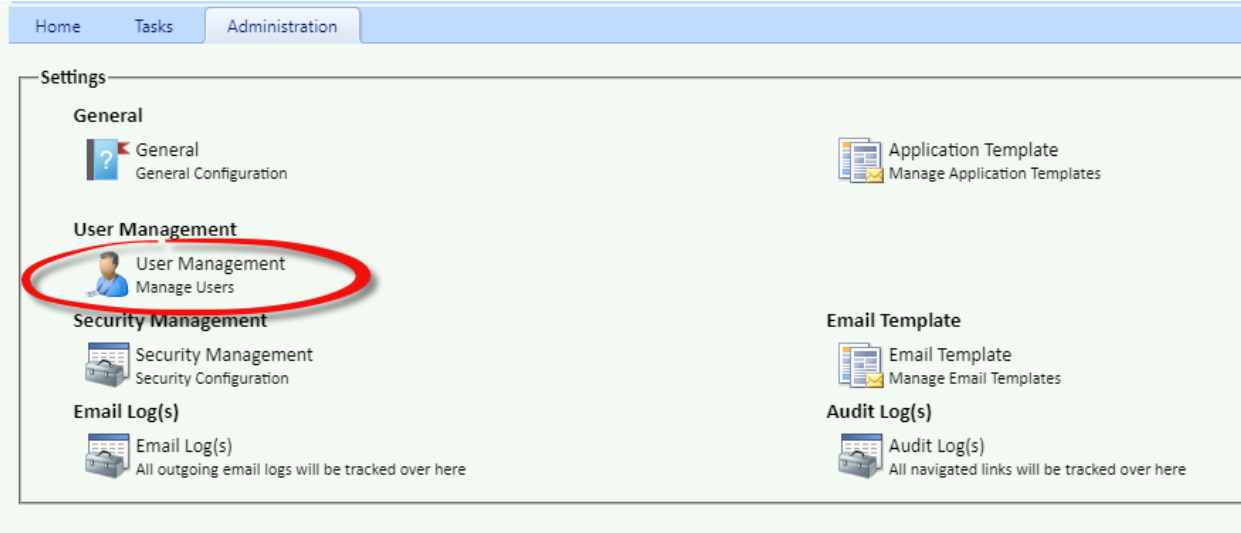 Home Tasks Administration
Settings
General
General
General Configuration
Application Template
Manage Application Templates
User Management
User Management
Manage Users
Security Management
Security Management
Security Configuration
Email Template
Email Template
Manage Email Templates
Email Log(s)
Email Log(s)
All outgoing email logs will be tracked over here
Audit Log(s)
Audit Log(s)
All navigated links will be tracked over here